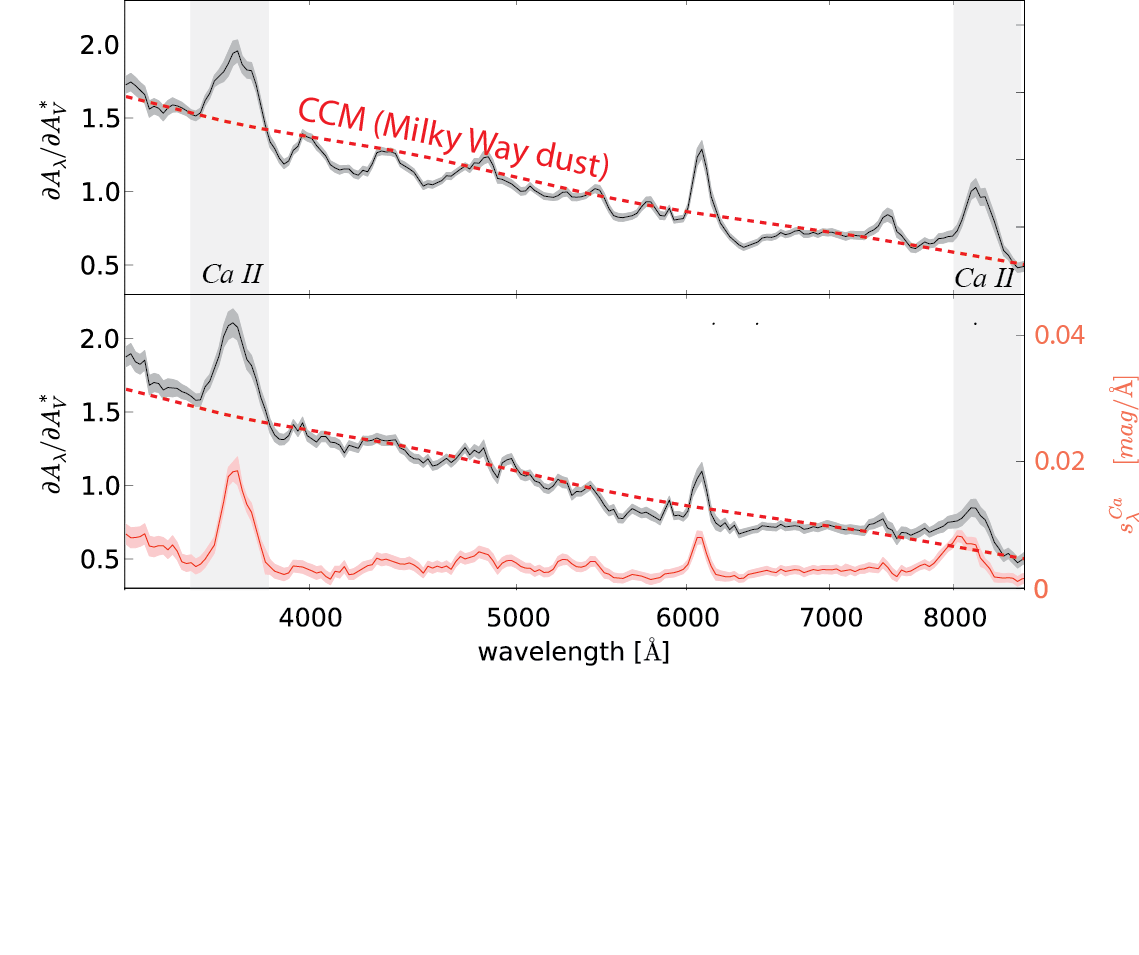 2.0
1.5
1.0
0.5
∂A_λ/∂A_V^*
CCM (Milky Way dust)
Ca II
Ca II
2.0
1.5
1.0
0.5
∂A_λ/∂A_V^*
0.04
0.02
0
s_λ^Ca [mag/Å]
4000 5000 6000 7000 8000
wavelength [Å]